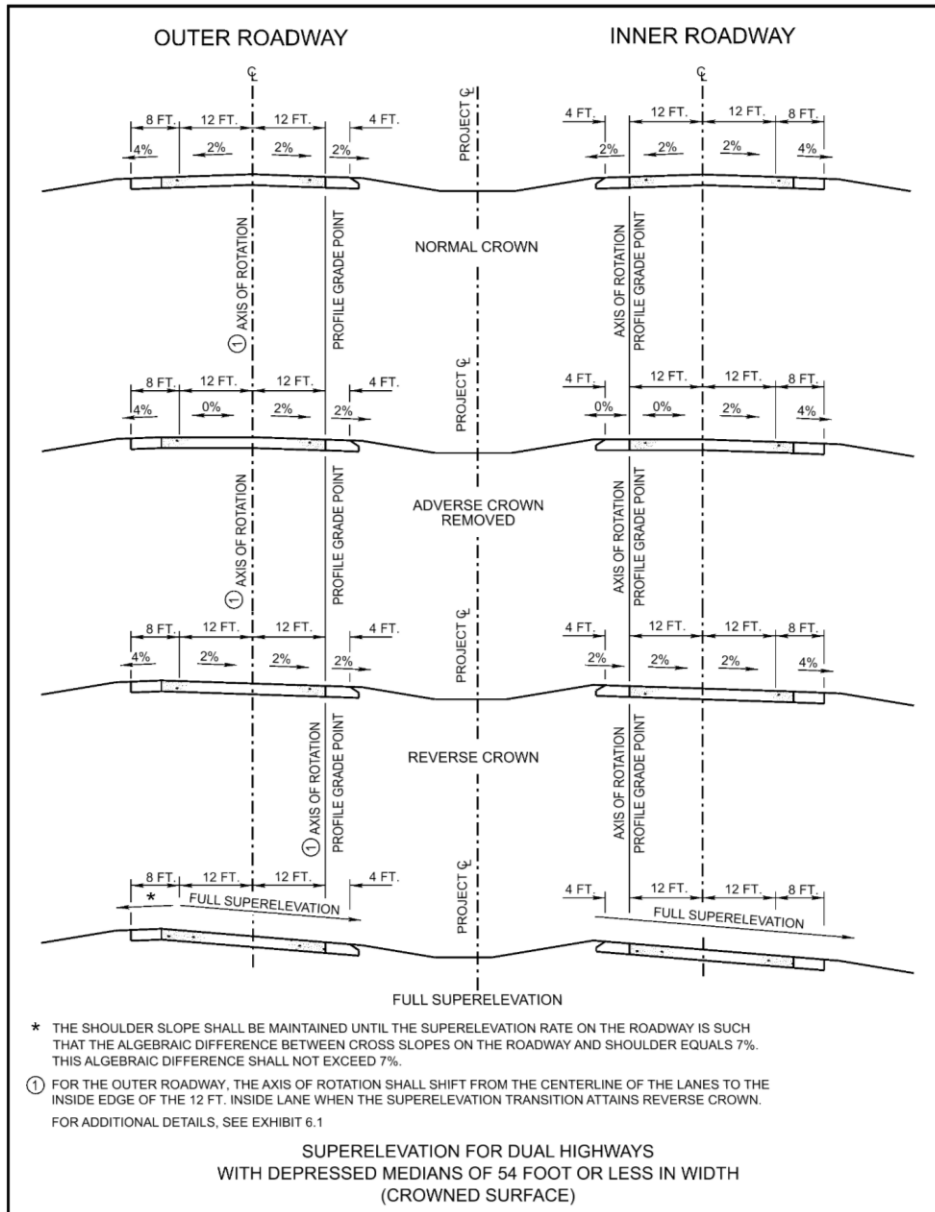 OUTER ROADWAY
INNER ROADWAY
℄
PROJECT ℄
℄
8 FT. 12 FT. 12 FT. 4 FT.
4 FT. 12 FT. 12 FT. 8 FT.
4% 2% 2% 2%
2% 2% 2% 4%
NORMAL CROWN
① AXIS OF ROTATION
PROFILE GRADE POINT
AXIS OF ROTATION
PROFILE GRADE POINT
PROJECT ℄
8 FT. 12 FT. 12 FT. 4 FT.
4 FT. 12 FT. 12 FT. 8 FT.
4% 0% 2% 2%
0% 0% 2% 4%
ADVERSE CROWN
REMOVED
① AXIS OF ROTATION
PROFILE GRADE POINT
AXIS OF ROTATION
PROFILE GRADE POINT
PROJECT ℄
8 FT. 12 FT. 12 FT. 4 FT.
4 FT. 12 FT. 12 FT. 8 FT.
4% 2% 2% 2%
2% 2% 2% 4%
REVERSE CROWN
① AXIS OF ROTATION
PROFILE GRADE POINT
AXIS OF ROTATION
PROFILE GRADE POINT
PROJECT ℄
8 FT. 12 FT. 12 FT. 4 FT.
4 FT. 12 FT. 12 FT. 8 FT.
* FULL SUPERELEVATION
FULL SUPERELEVATION
FULL SUPERELEVATION
* THE SHOULDER SLOPE SHALL BE MAINTAINED UNTIL THE SUPERELEVATION RATE ON THE ROADWAY IS SUCH
THAT THE ALGEBRAIC DIFFERENCE BETWEEN CROSS SLOPES ON THE ROADWAY AND SHOULDER EQUALS 7%.
THIS ALGEBRAIC DIFFERENCE SHALL NOT EXCEED 7%.
① FOR THE OUTER ROADWAY, THE AXIS OF ROTATION SHALL SHIFT FROM THE CENTERLINE OF THE LANES TO THE
INSIDE EDGE OF THE 12 FT. INSIDE LANE WHEN THE SUPERELEVATION TRANSITION ATTAINS REVERSE CROWN.
FOR ADDITIONAL DETAILS, SEE EXHIBIT 6.1
SUPERELEVATION FOR DUAL HIGHWAYS
WITH DEPRESSED MEDIANS OF 54 FOOT OR LESS IN WIDTH
(CROWNED SURFACE)